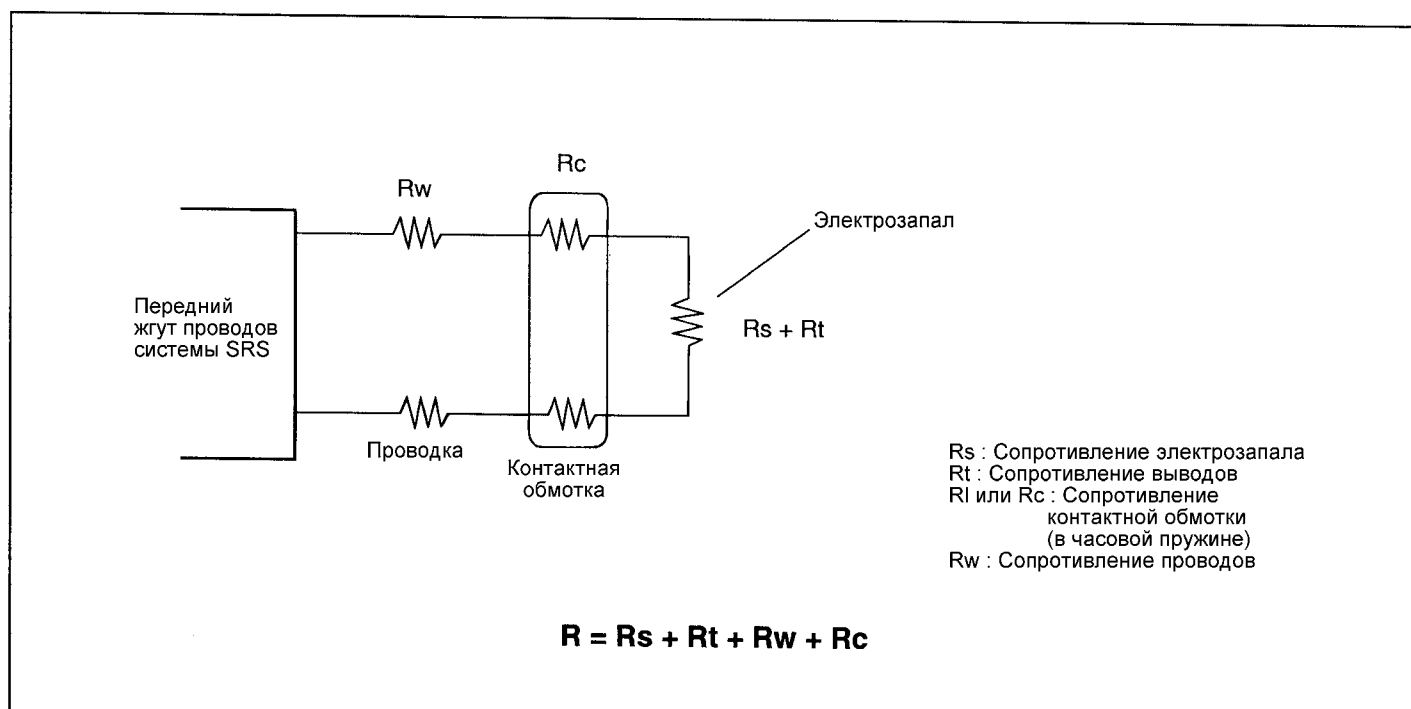 Rc
Rw
Электрозапал
Передний
жгут проводов
системы SRS
Rs + Rt
Проводка
Контактная
обмотка
Rs : Сопротивление электрозапала
Rt : Сопротивление выводов
Rl или Rc : Сопротивление
контактной обмотки
(в часовой пружине)
Rw : Сопротивление проводов
R = Rs + Rt + Rw + Rc